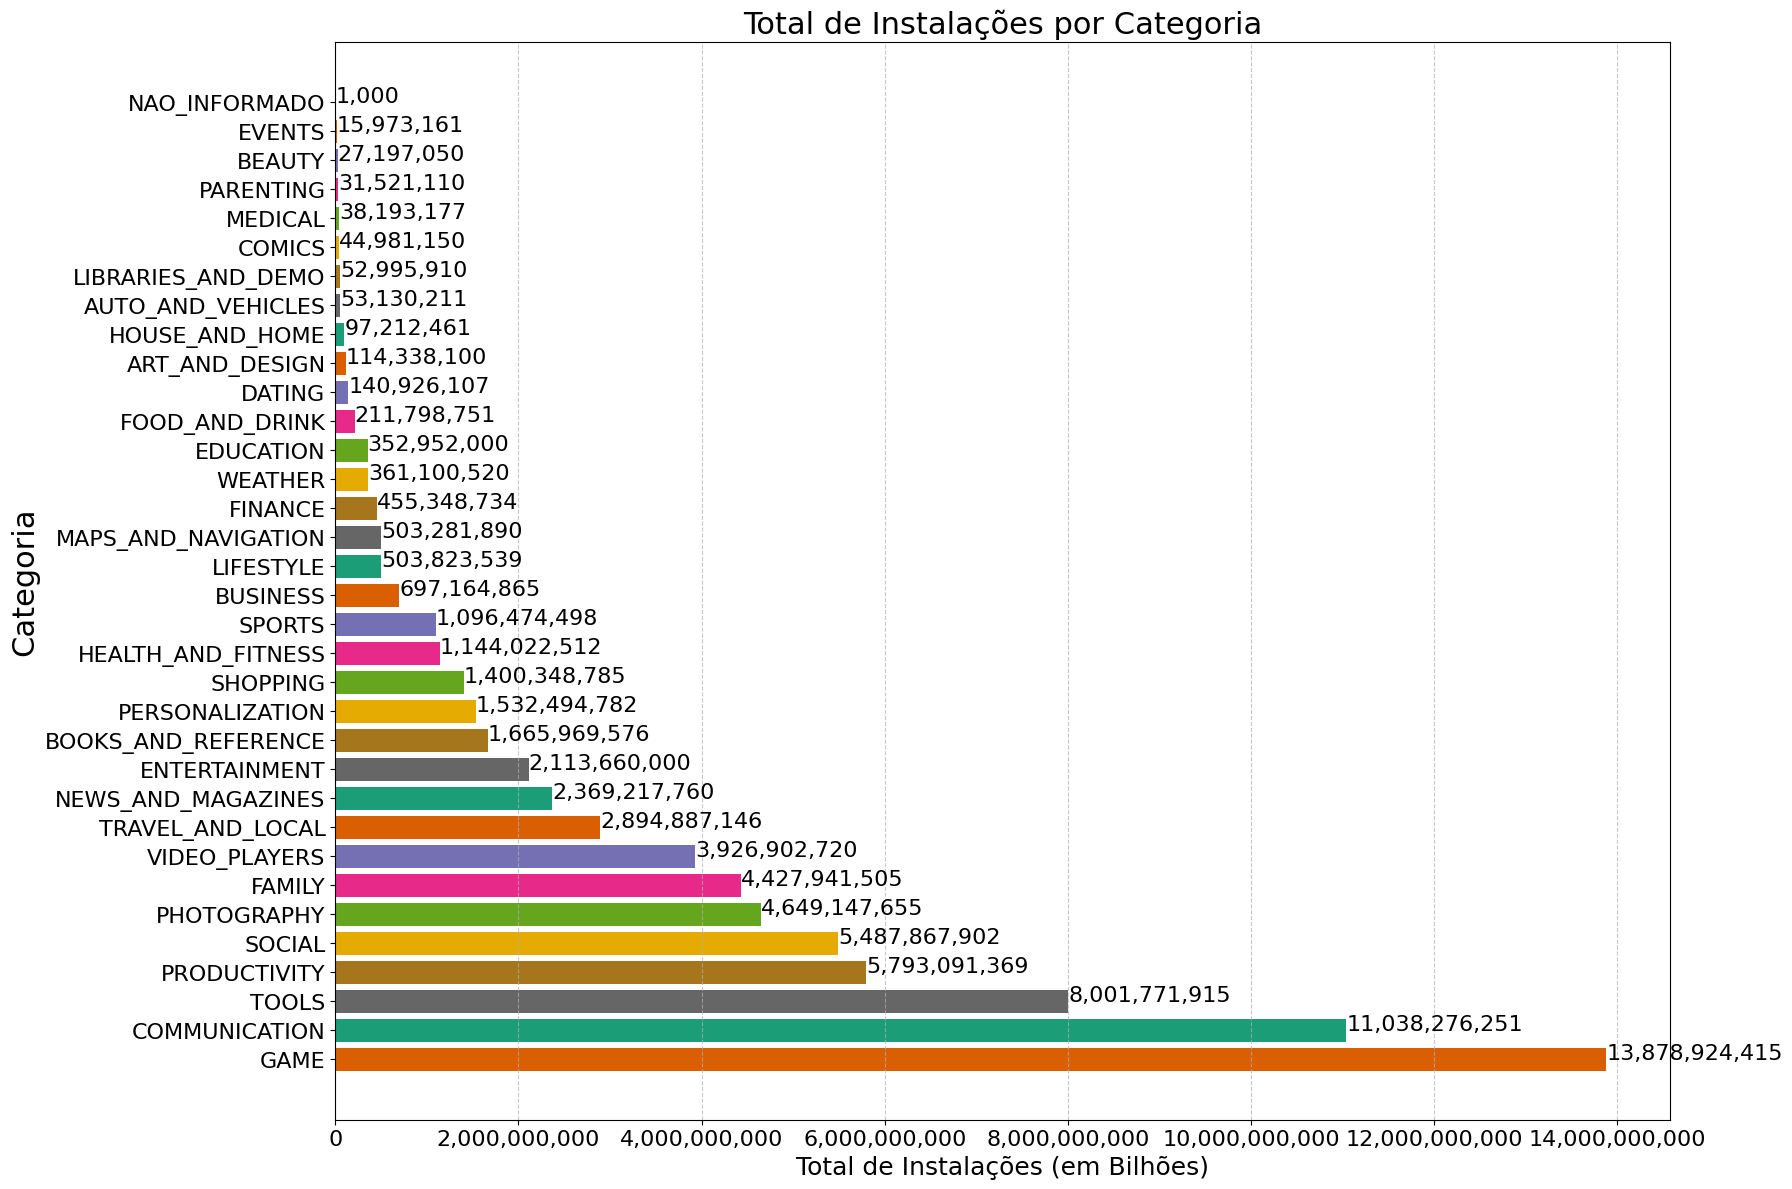 Total de Instalações por Categoria
Categoria
NAO_INFORMADO 1,000
EVENTS 15,973,161
BEAUTY 27,197,050
PARENTING 31,521,110
MEDICAL 38,193,177
COMICS 44,981,150
LIBRARIES_AND_DEMO 52,995,910
AUTO_AND_VEHICLES 53,130,211
HOUSE_AND_HOME 97,212,461
ART_AND_DESIGN 114,338,100
DATING 140,926,107
FOOD_AND_DRINK 211,798,751
EDUCATION 352,952,000
WEATHER 361,100,520
FINANCE 455,348,734
MAPS_AND_NAVIGATION 503,281,890
LIFESTYLE 503,823,539
BUSINESS 697,164,865
SPORTS 1,096,474,498
HEALTH_AND_FITNESS 1,144,022,512
SHOPPING 1,400,348,785
PERSONALIZATION 1,532,494,782
BOOKS_AND_REFERENCE 1,665,969,576
ENTERTAINMENT 2,113,660,000
NEWS_AND_MAGAZINES 2,369,217,760
TRAVEL_AND_LOCAL 2,894,887,146
VIDEO_PLAYERS 3,926,902,720
FAMILY 4,427,941,505
PHOTOGRAPHY 4,649,147,655
SOCIAL 5,487,867,902
PRODUCTIVITY 5,793,091,369
TOOLS 8,001,771,915
COMMUNICATION 11,038,276,251
GAME 13,878,924,415
0 2,000,000,000 4,000,000,000 6,000,000,000 8,000,000,000 10,000,000,000 12,000,000,000 14,000,000,000
Total de Instalações (em Bilhões)